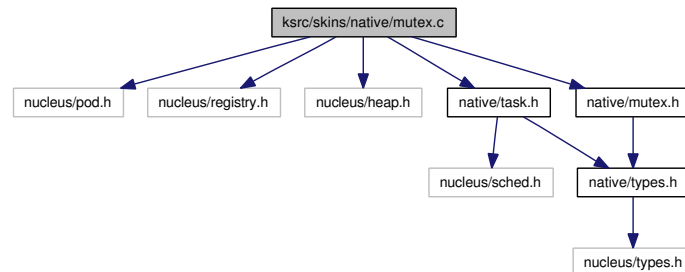 ksrc/skins/native/mutex.c
nucleus/pod.h
nucleus/registry.h
nucleus/heap.h
native/task.h
native/mutex.h
nucleus/sched.h
native/types.h
nucleus/types.h